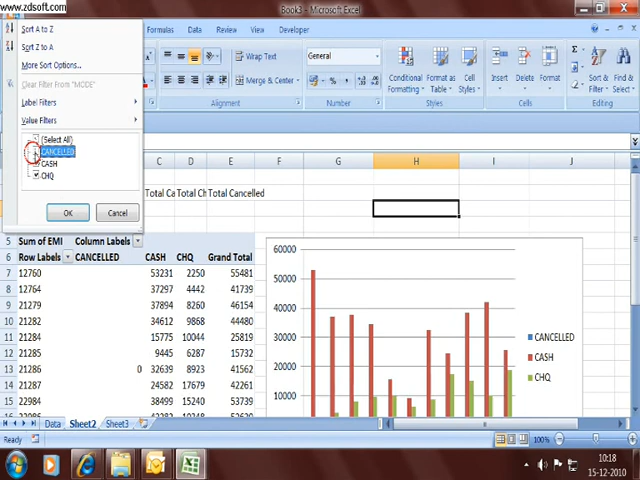 www.zdsoft.com
Book3 - Microsoft Excel
Formulas Data Review View
Sort A to Z
Sort Z to A
More Sort Options...
Clear Filter From "MODE"
Label Filters
Value Filters
(Select All)
CANCELLED
CASH
CHQ
OK Cancel
Wrap Text
Merge & Center
Alignment
General
Number
Conditional Formatting
Format as Table
Cell Styles
Styles
Insert Delete Format
Cells
Sort & Filter
Find & Select
Editing
C D E F G H I J
Total Ca Total Ch Total Cancelled
5 Sum of EMI Column Labels
6 Row Labels CANCELLED CASH CHQ Grand Total
7 12760 53231 2250 55481
8 13764 37297 4442 41739
9 21279 37894 8260 46154
10 21282 34612 9868 44480
11 21284 15775 10044 25819
12 21285 9445 6287 15732
13 21286 0 32639 8923 41562
14 21287 24582 17679 42261
15 22984 38499 15240 53739
16
60000
50000
40000
30000
20000
10000
0
CANCELLED
CASH
CHQ
Data Sheet2 Sheet3
Ready
100%
10:18
15-12-2010